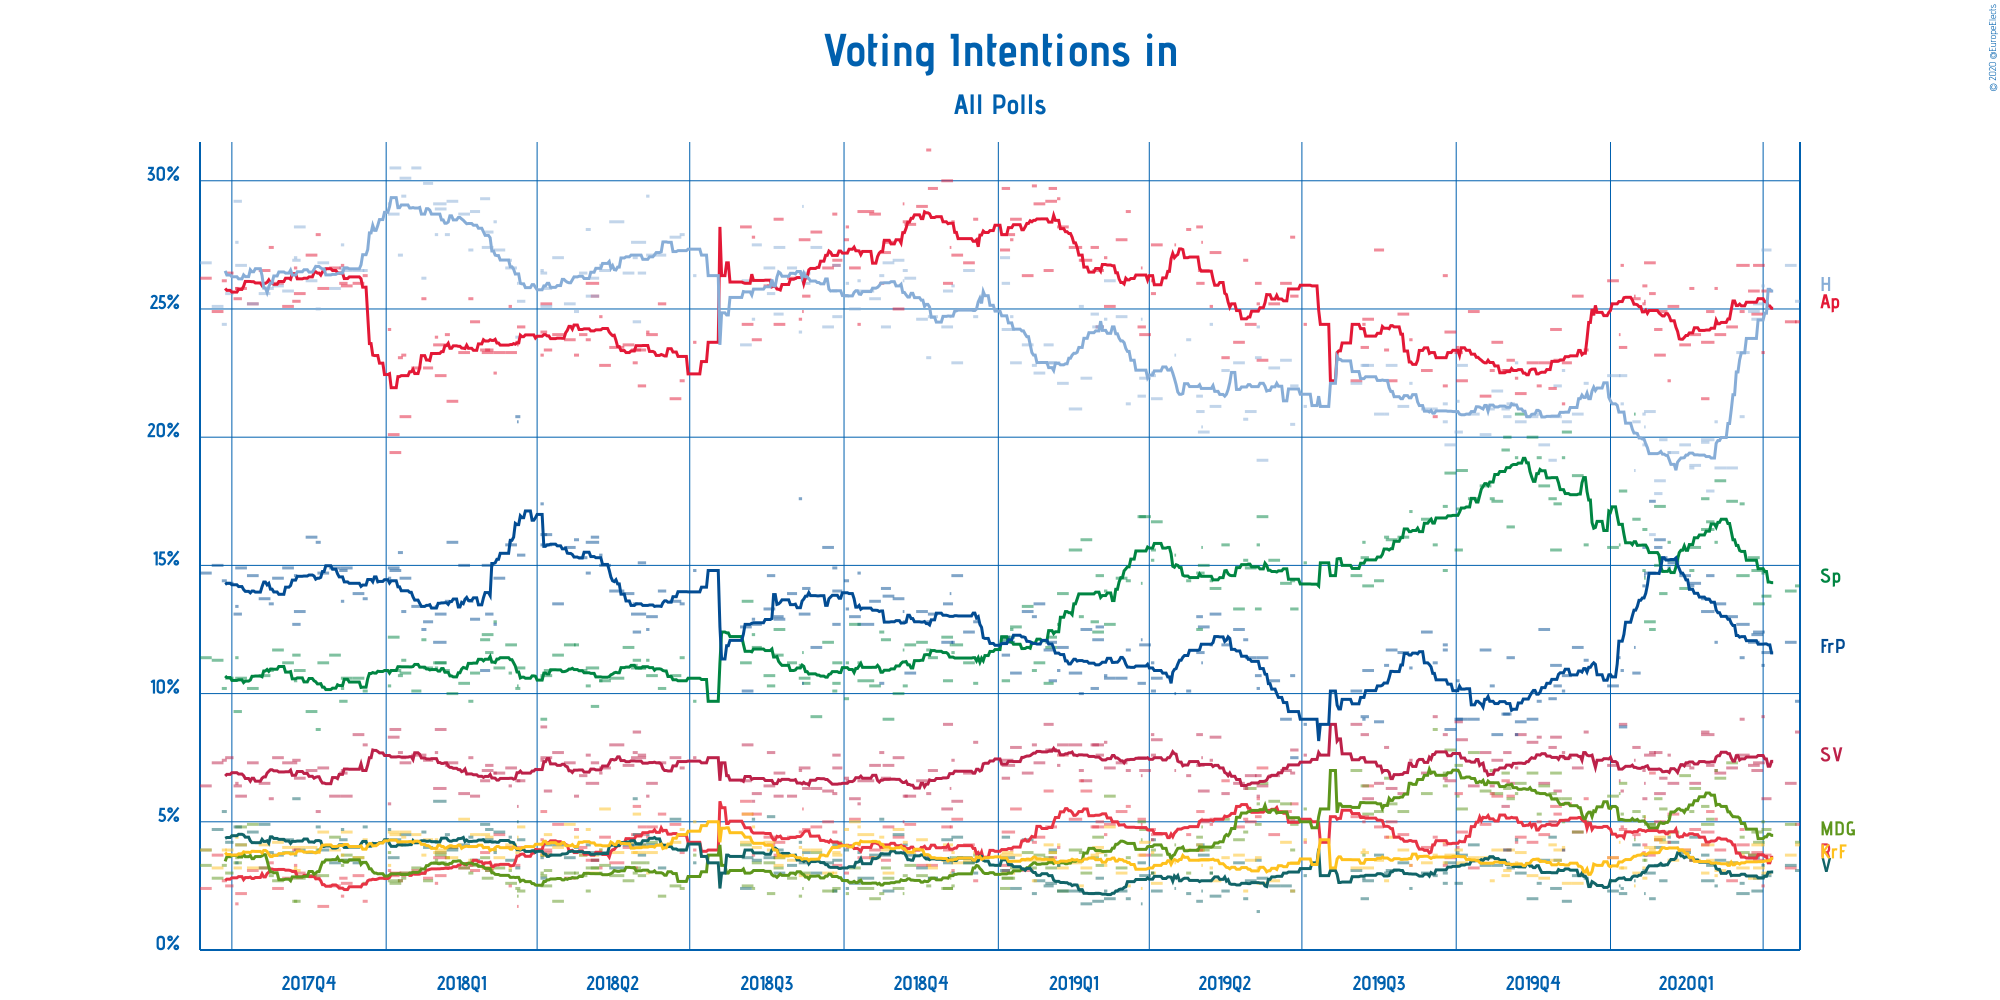 Voting Intentions in
All Polls
© 2020 @EuropeElects
30%
25%
20%
15%
10%
5%
0%
H
Ap
Sp
FrP
SV
MDG
R
KrF
V
2017Q4
2018Q1
2018Q2
2018Q3
2018Q4
2019Q1
2019Q2
2019Q3
2019Q4
2020Q1